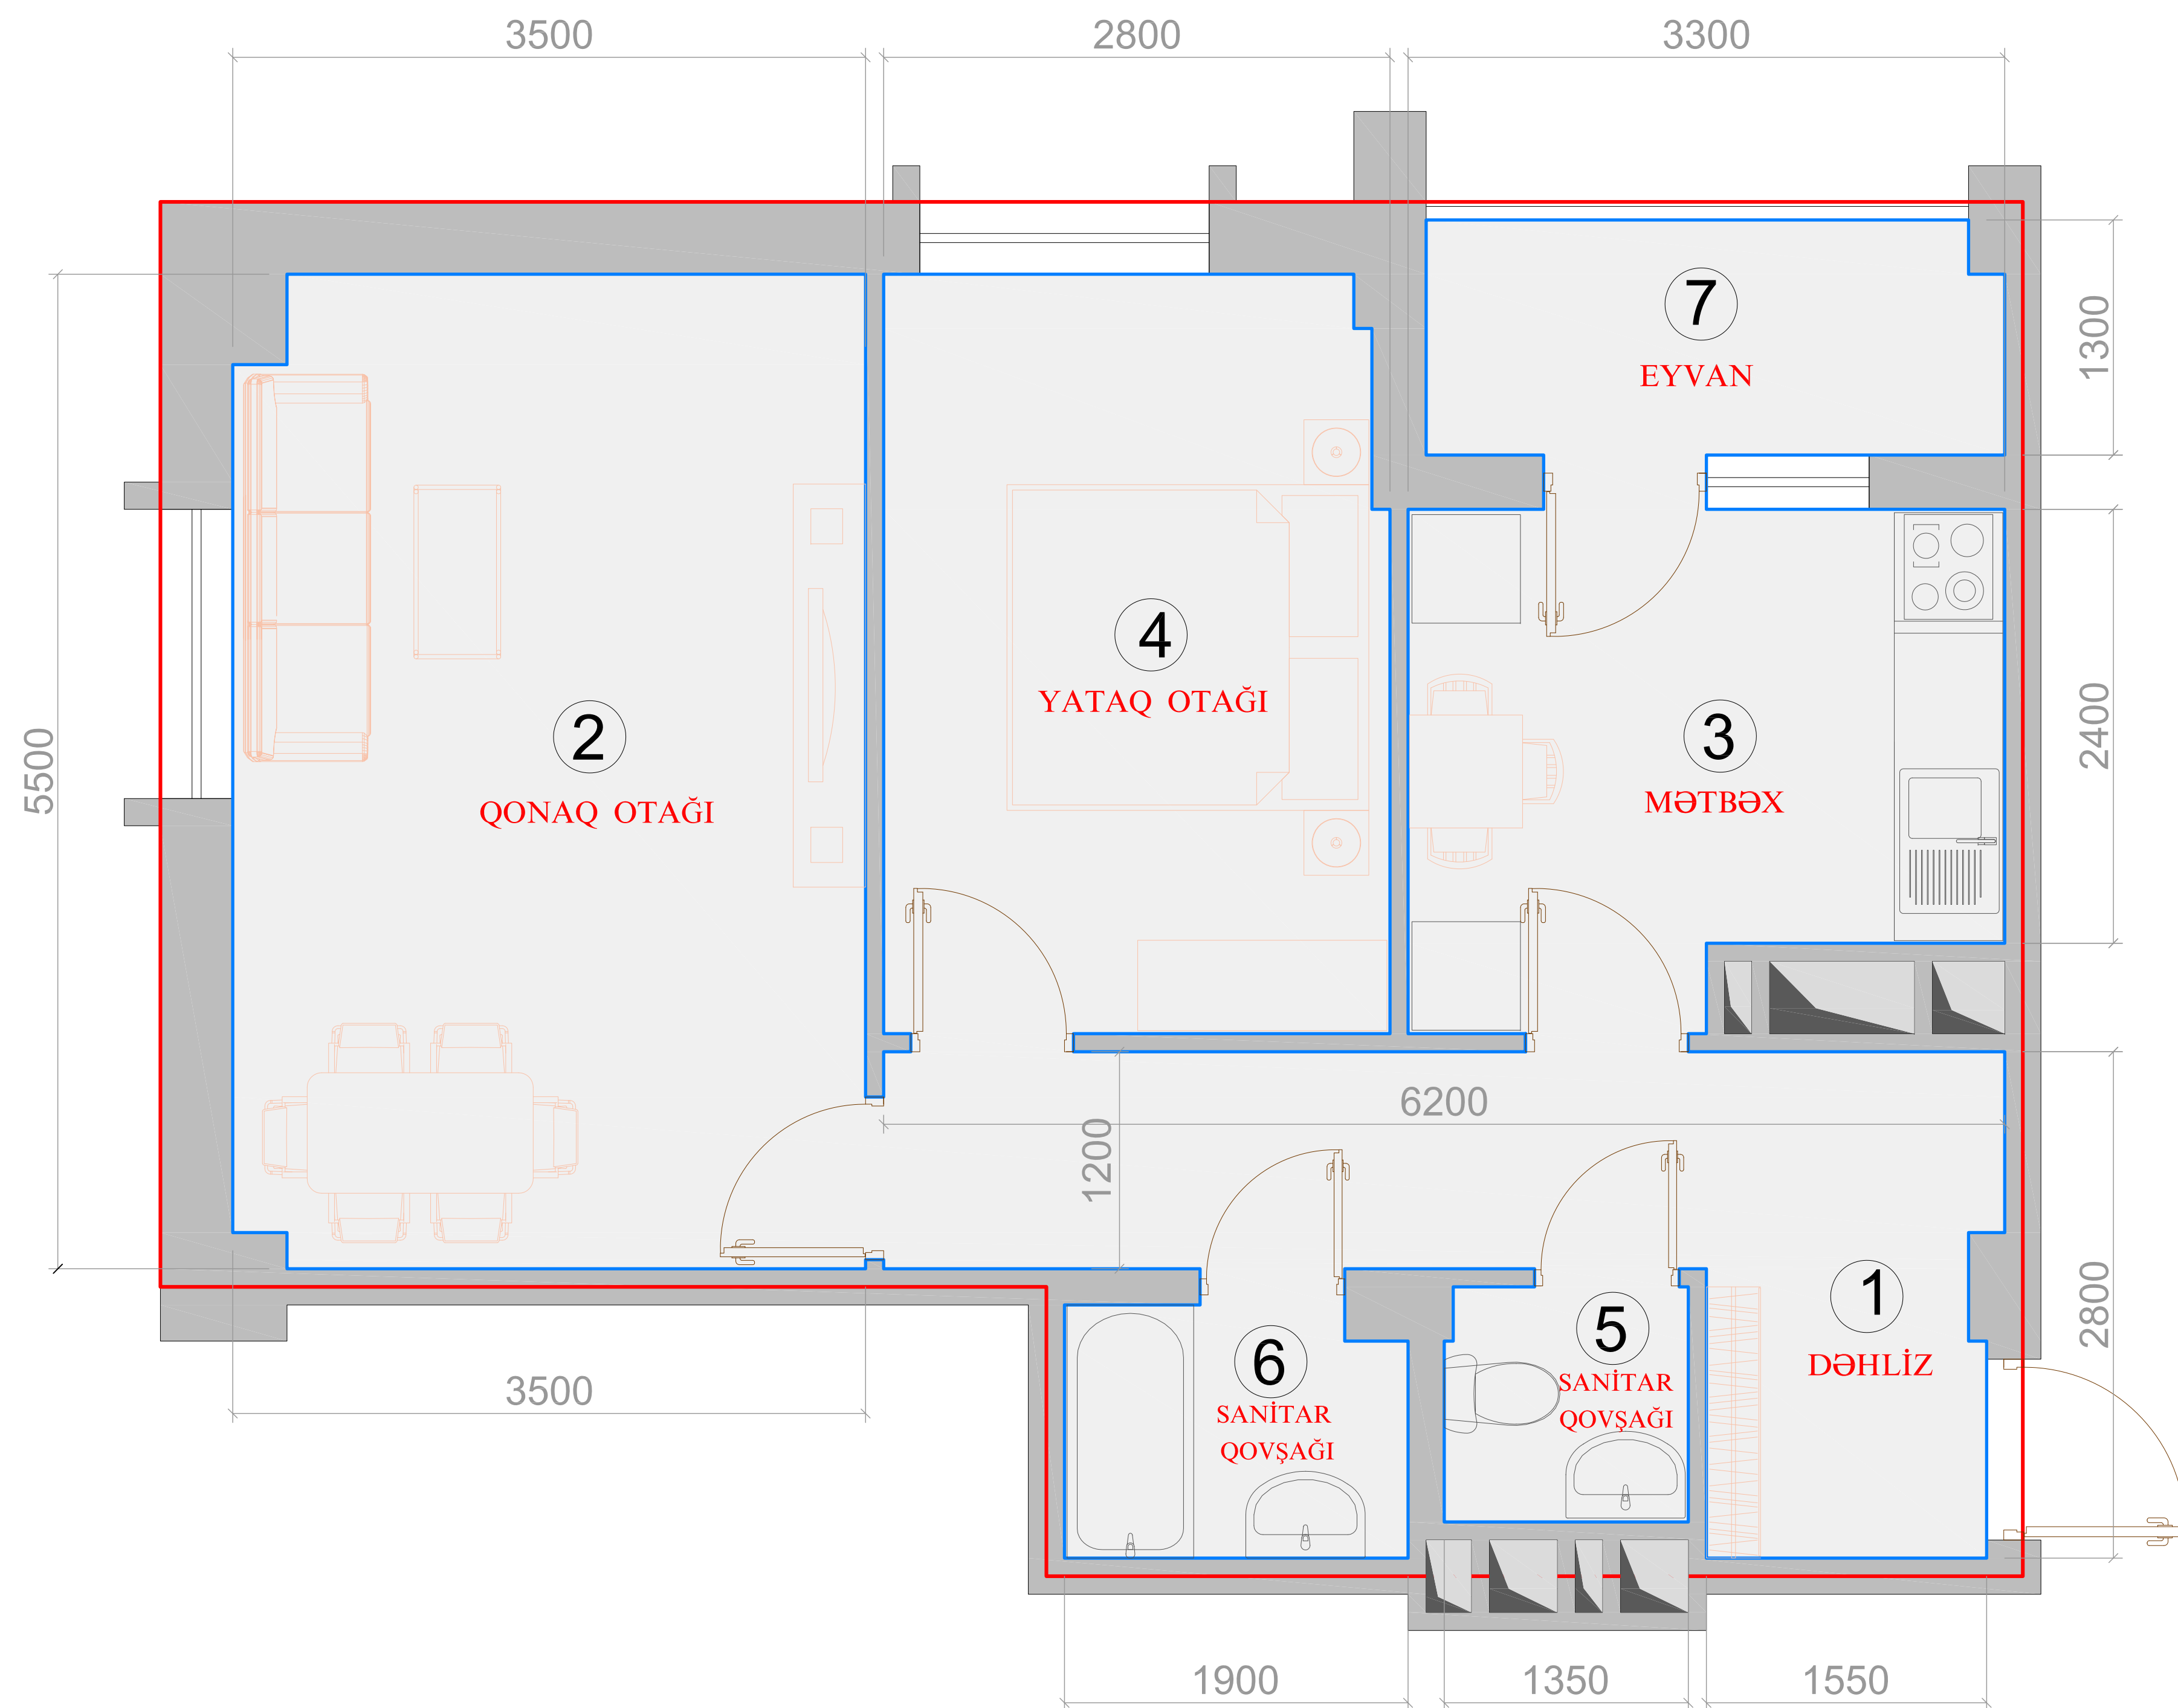 3500
2800
3300
7
EYVAN
1300
4
YATAQ OTAĞI
2
QONAQ OTAĞI
3
MƏTBƏX
2400
5500
6200
1200
1
DƏHLİZ
2800
5
SANİTAR
QOVŞAĞI
6
SANİTAR
QOVŞAĞI
3500
1900
1350
1550